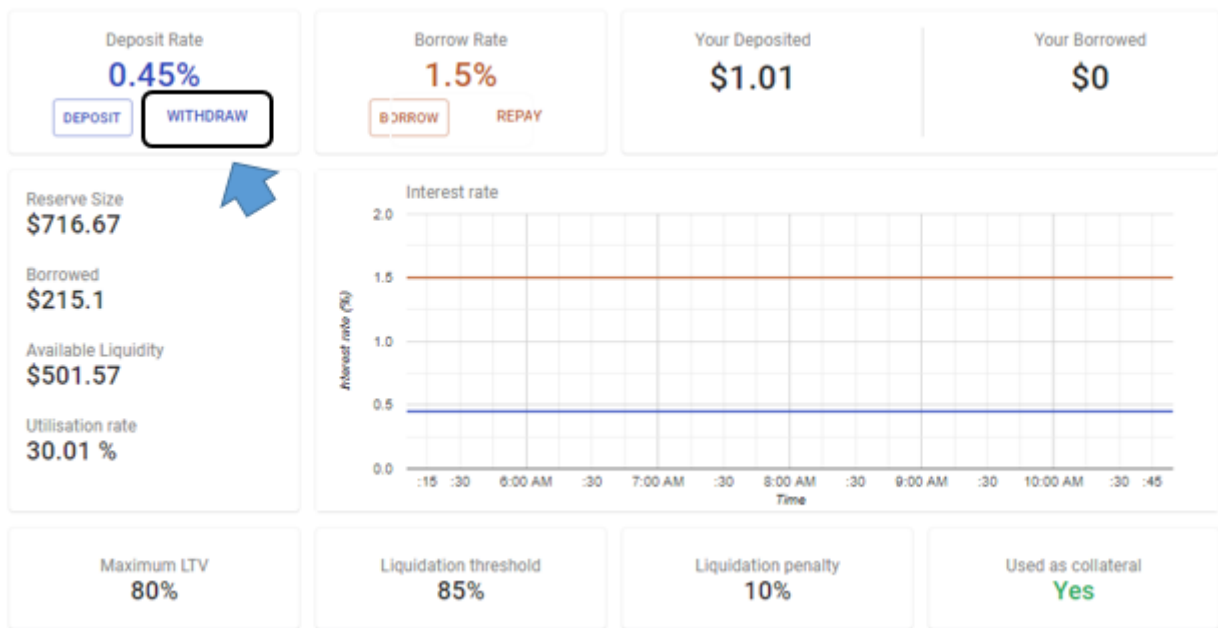 Deposit Rate
0.45%
DEPOSIT
WITHDRAW
Borrow Rate
1.5%
BORROW
REPAY
Your Deposited
$1.01
Your Borrowed
$0
Reserve Size
$716.67
Borrowed
$215.1
Available Liquidity
$501.57
Utilisation rate
30.01 %
Interest rate
2.0
1.5
1.0
0.5
0.0
Interest rate (%)
:15 :30 6:00 AM :30 7:00 AM :30 8:00 AM :30 9:00 AM :30 10:00 AM :30 :45
Time
Maximum LTV
80%
Liquidation threshold
85%
Liquidation penalty
10%
Used as collateral
Yes